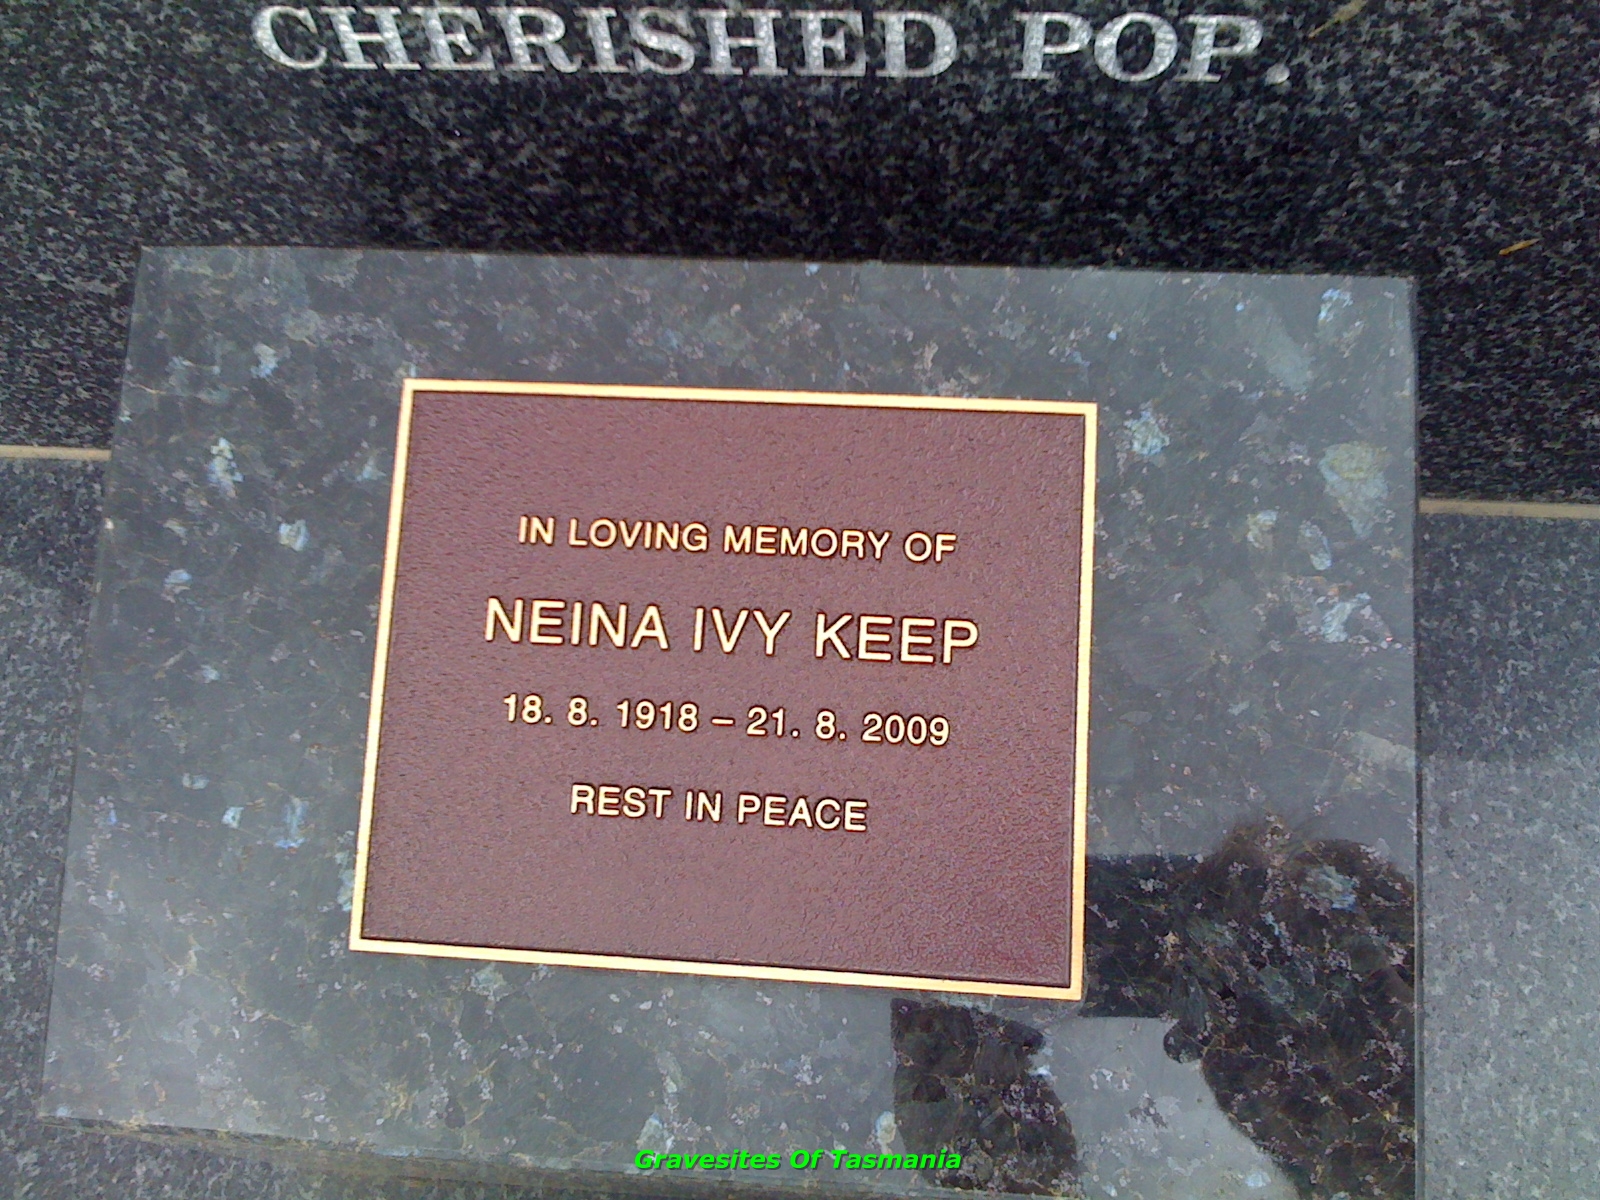 CHERISHED POP.
IN LOVING MEMORY OF
NEINA IVY KEEP
18. 8. 1918 – 21. 8. 2009
REST IN PEACE
Gravesites Of Tasmania